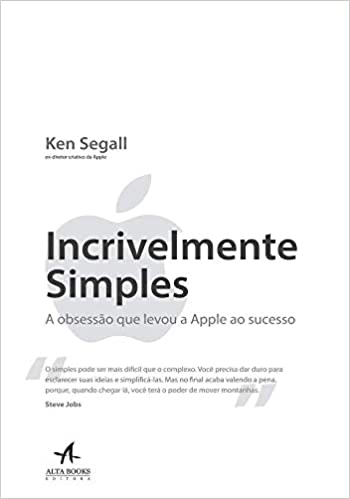 Ken Segall
ex-diretor criativo da Apple
Incrivelmente
Simples
A obsessão que levou a Apple ao sucesso
“
O simples pode ser mais difícil que o complexo. Você precisa dar duro para
esclarecer suas ideias e simplificá-las. Mas no final acaba valendo a pena,
porque, quando chegar lá, você terá o poder de mover montanhas.
”
Steve Jobs
ALTA BOOKS
EDITORA